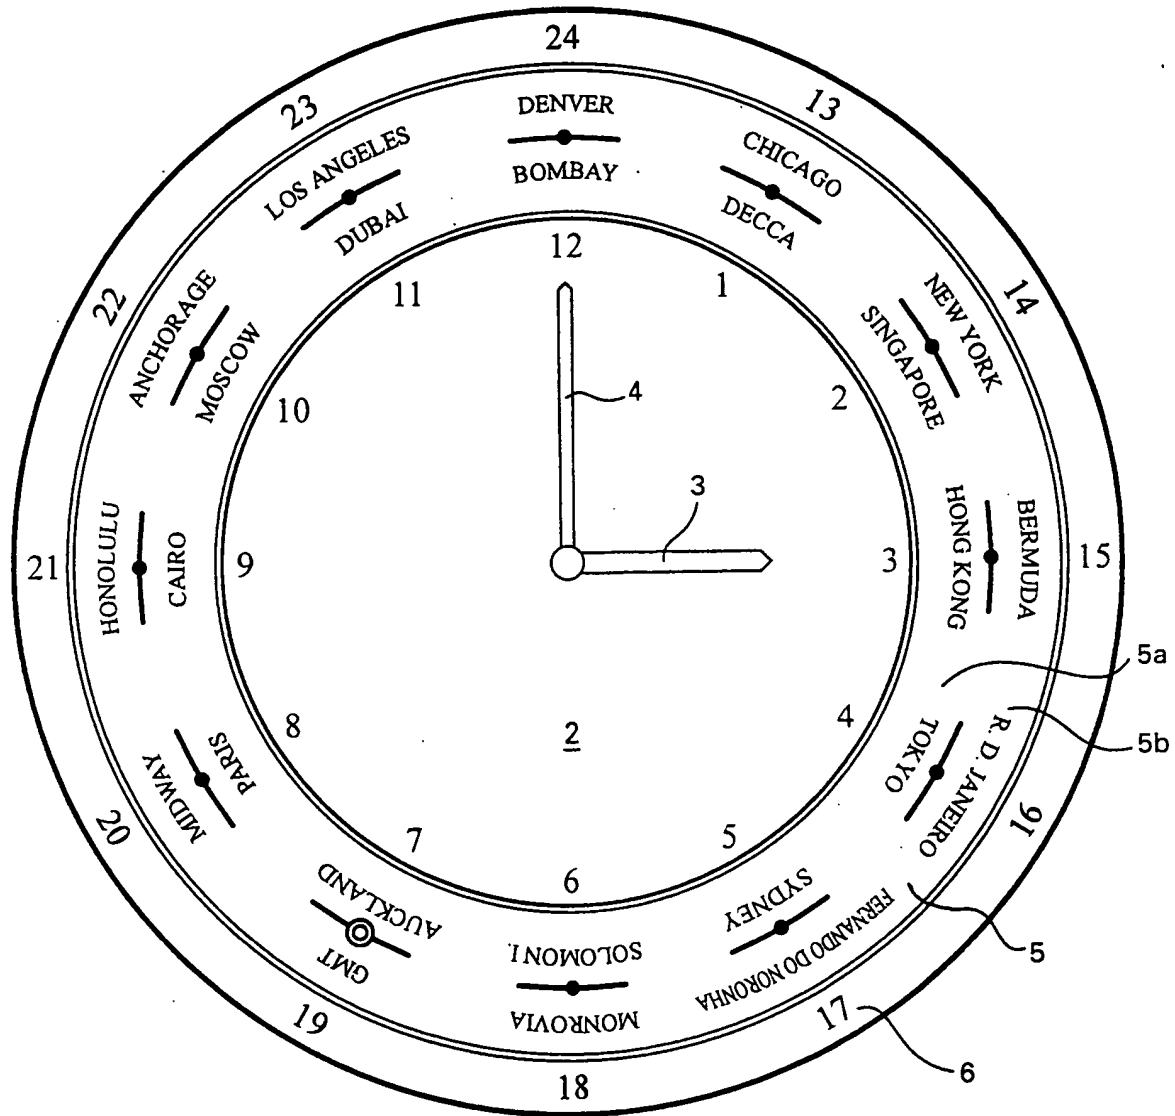 24
13
14
15
16
17
18
19
20
21
22
23
DENVER
BOMBAY
CHICAGO
DECCA
NEW YORK
SINGAPORE
BERMUDA
HONG KONG
R. D. JANEIRO
TOKYO
FERNANDO DO NORONHA
SYDNEY
MONROVIA
SOLOMON I.
GMT
AUCKLAND
MIDWAY
PARIS
HONOLULU
CAIRO
ANCHORAGE
MOSCOW
LOS ANGELES
DUBAI
12
1
2
3
4
5
6
7
8
9
10
11
4
3
2
5a
5b
5
6